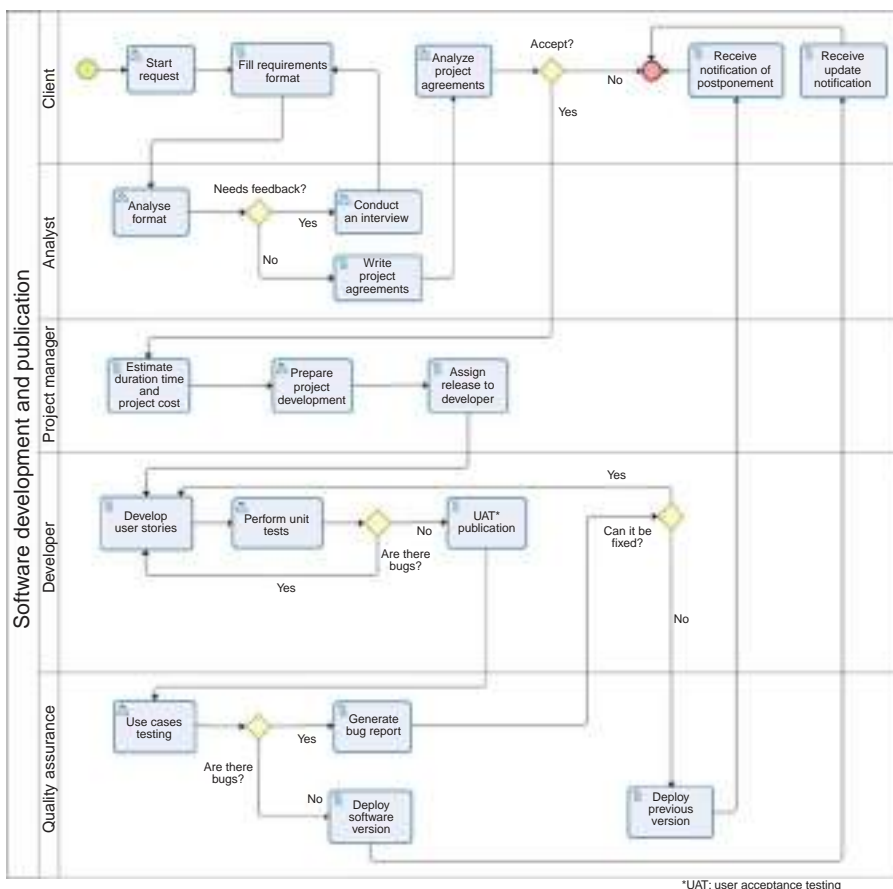 Software development and publication
Client
Start
request
Fill requirements
format
Analyze
project
agreements
Accept?
No
Yes
Receive
notification of
postponement
Receive
update
notification
Analyst
Analyse
format
Needs feedback?
Yes
No
Conduct
an interview
Write
project
agreements
Project manager
Estimate
duration time
and
project cost
Prepare
project
development
Assign
release to
developer
Developer
Develop
user stories
Perform unit
tests
No
Are there
bugs?
Yes
UAT*
publication
Yes
Can it be
fixed?
No
Quality assurance
Use cases
testing
Are there
bugs?
Yes
No
Generate
bug report
Deploy
software
version
Deploy
previous
version
*UAT: user acceptance testing